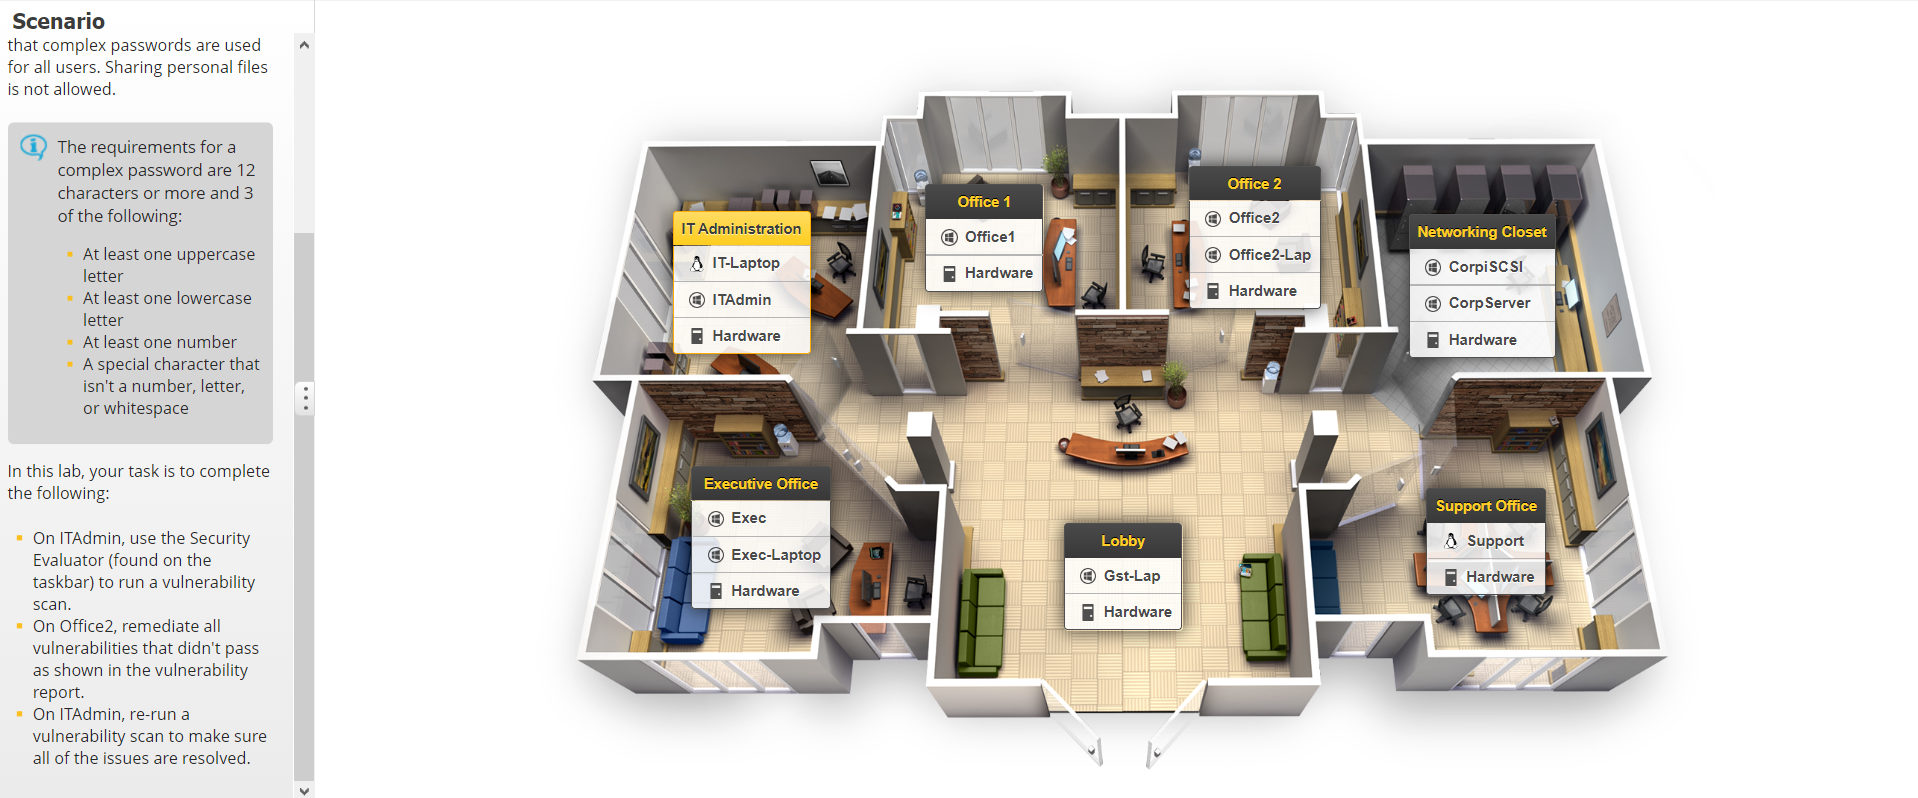 Scenario
that complex passwords are used
for all users. Sharing personal files
is not allowed.
The requirements for a
complex password are 12
characters or more and 3
of the following:
At least one uppercase
letter
At least one lowercase
letter
At least one number
A special character that
isn't a number, letter,
or whitespace
In this lab, your task is to complete
the following:
On ITAdmin, use the Security
Evaluator (found on the
taskbar) to run a vulnerability
scan.
On Office2, remediate all
vulnerabilities that didn't pass
as shown in the vulnerability
report.
On ITAdmin, re-run a
vulnerability scan to make sure
all of the issues are resolved.
IT Administration
IT-Laptop
ITAdmin
Hardware
Office 1
Office1
Hardware
Office 2
Office2
Office2-Lap
Hardware
Networking Closet
CorpiSCSI
CorpServer
Hardware
Executive Office
Exec
Exec-Laptop
Hardware
Lobby
Gst-Lap
Hardware
Support Office
Support
Hardware